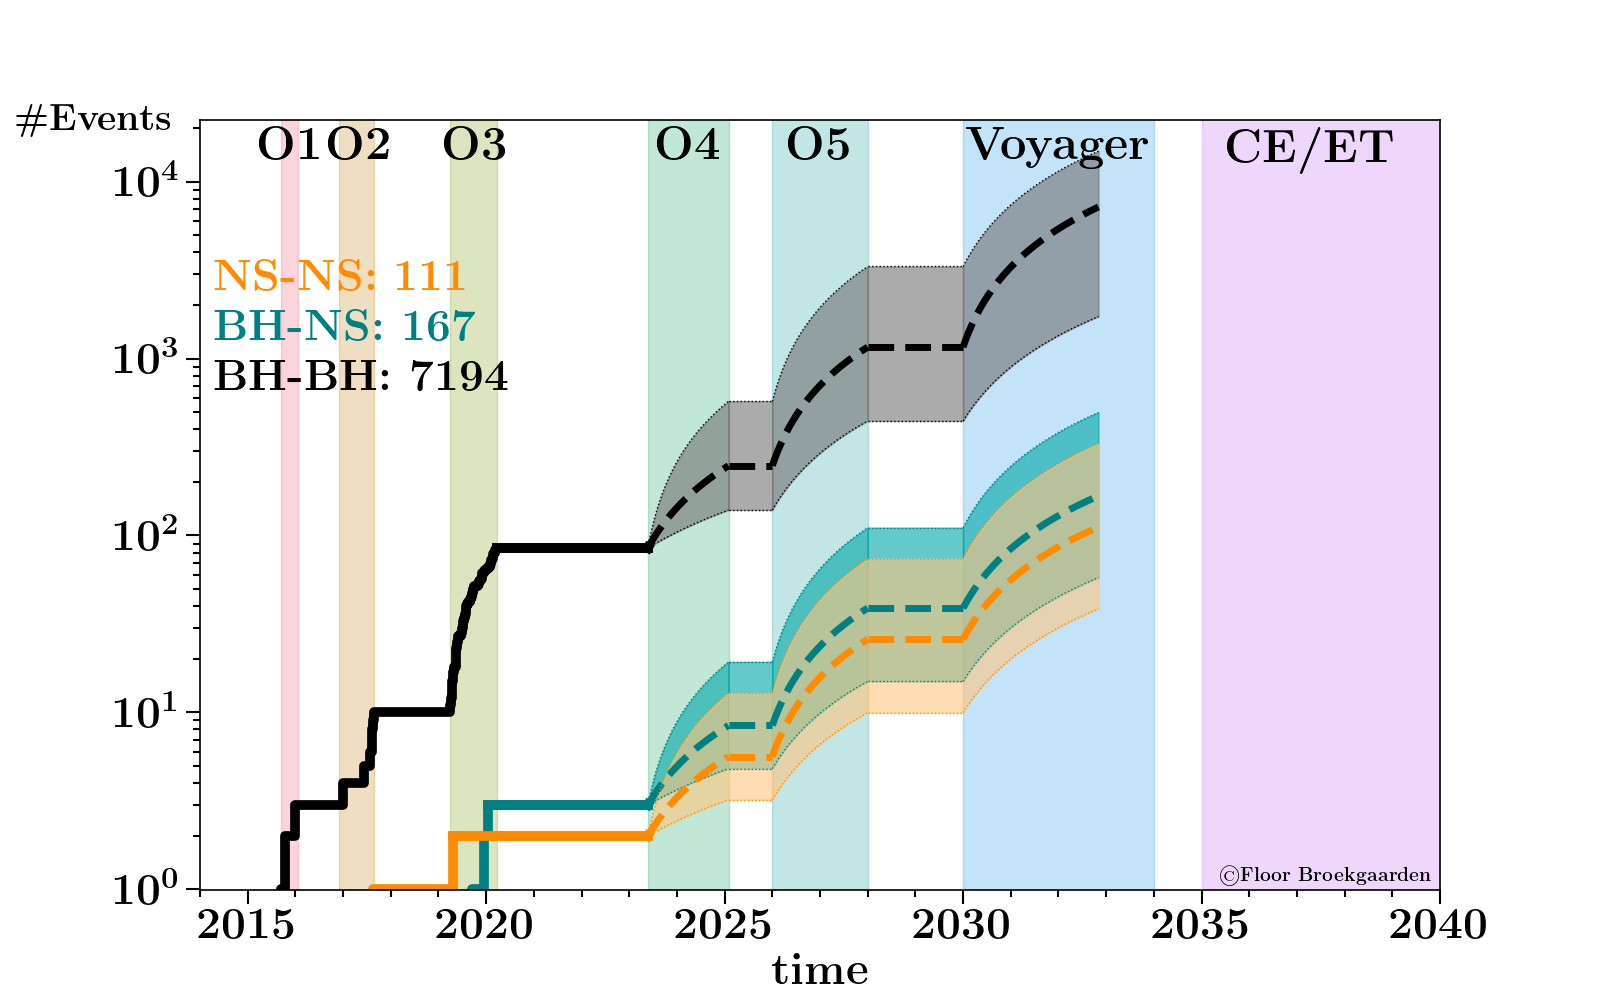 #Events
O1 O2 O3 O4 O5 Voyager CE/ET
10^4
NS-NS: 111
BH-NS: 167
10^3
BH-BH: 7194
10^2
10^1
©Floor Broekgaarden
10^0
2015 2020 2025 2030 2035 2040
time